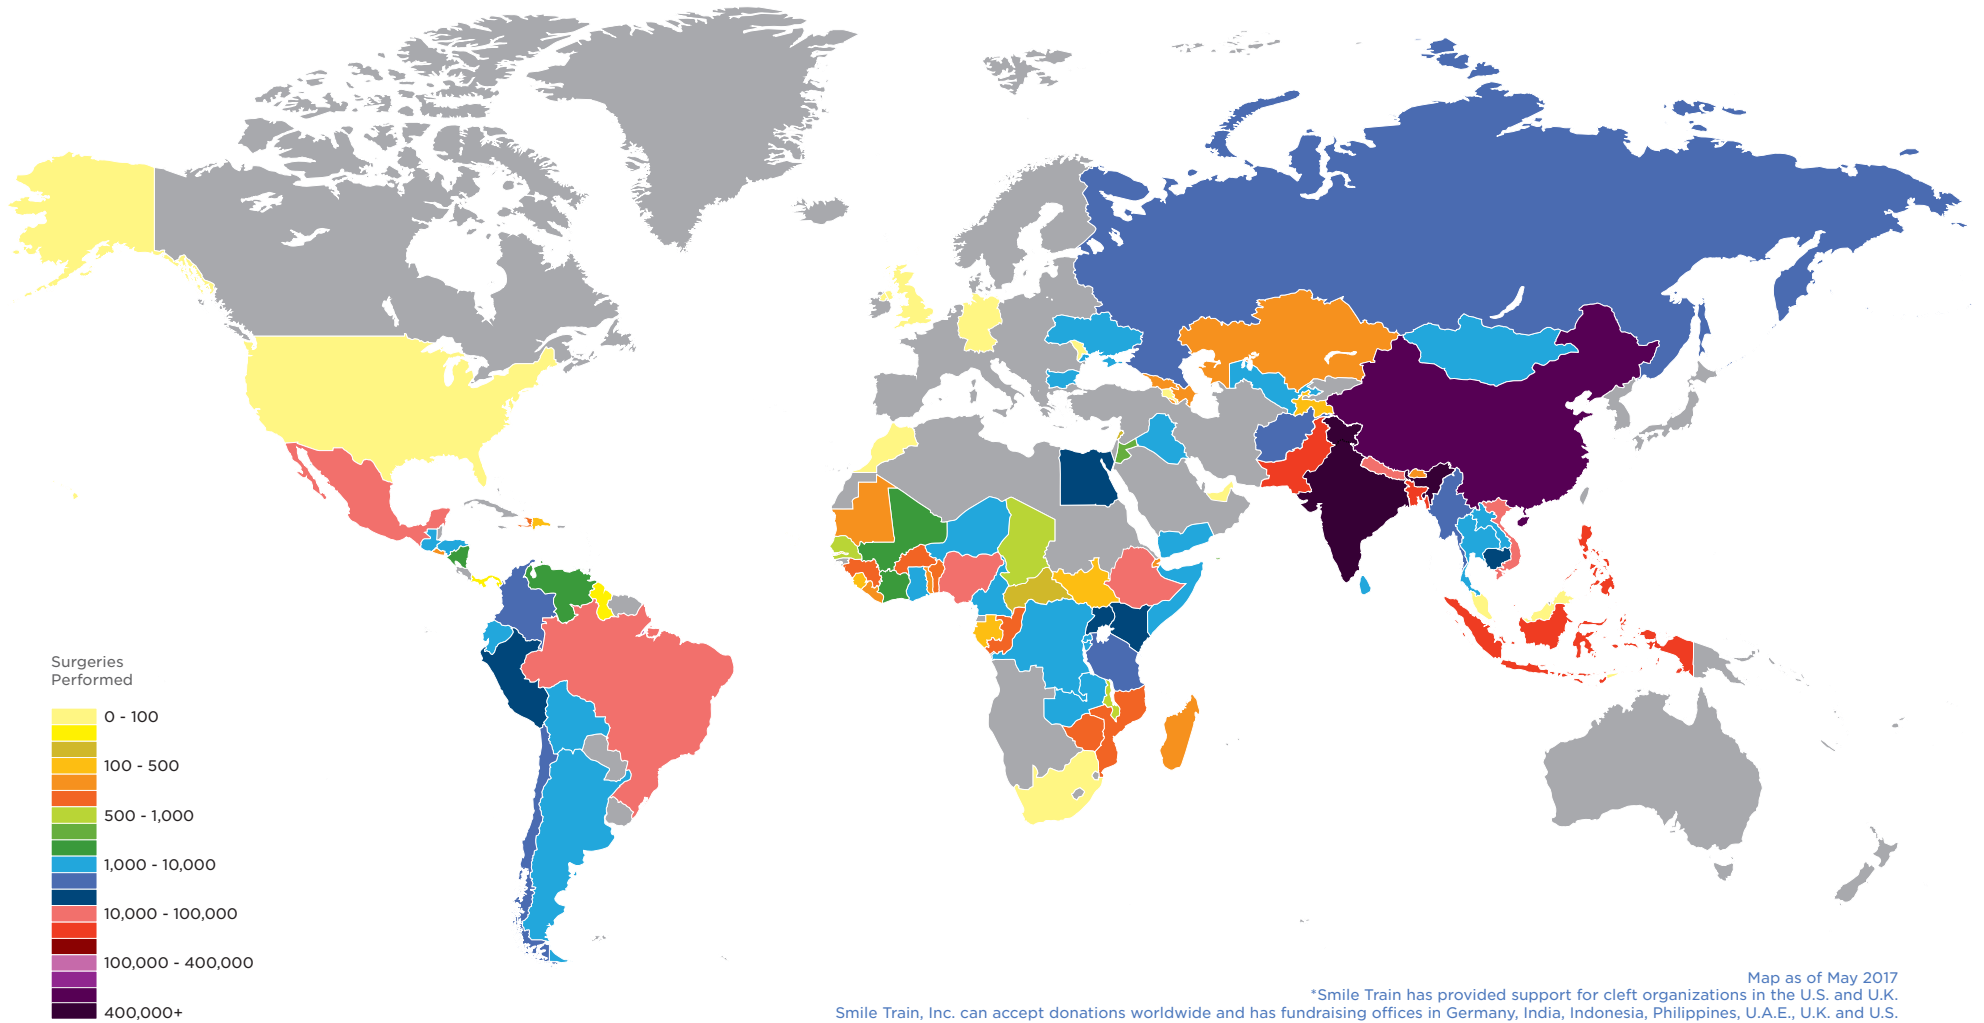 Surgeries
Performed
0 - 100
100 - 500
500 - 1,000
1,000 - 10,000
10,000 - 100,000
100,000 - 400,000
400,000+
Map as of May 2017
*Smile Train has provided support for cleft organizations in the U.S. and U.K.
Smile Train, Inc. can accept donations worldwide and has fundraising offices in Germany, India, Indonesia, Philippines, U.A.E., U.K. and U.S.